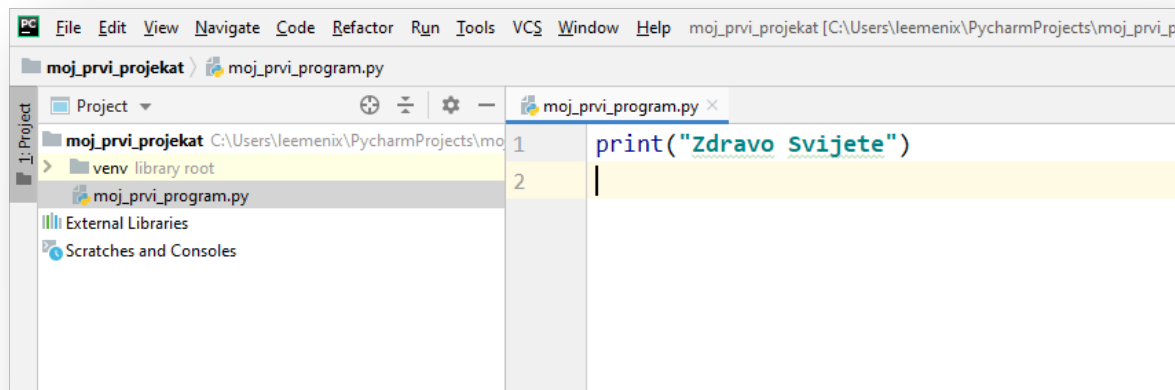 PC File Edit View Navigate Code Refactor Run Tools VCS Window Help moj_prvi_projekat [C:\Users\leemenix\PycharmProjects\moj_prvi_p
moj_prvi_projekat moj_prvi_program.py
1: Project
Project
moj_prvi_program.py
moj_prvi_projekat C:\Users\leemenix\PycharmProjects\mo
venv library root
moj_prvi_program.py
External Libraries
Scratches and Consoles
1 print("Zdravo Svijete")
2